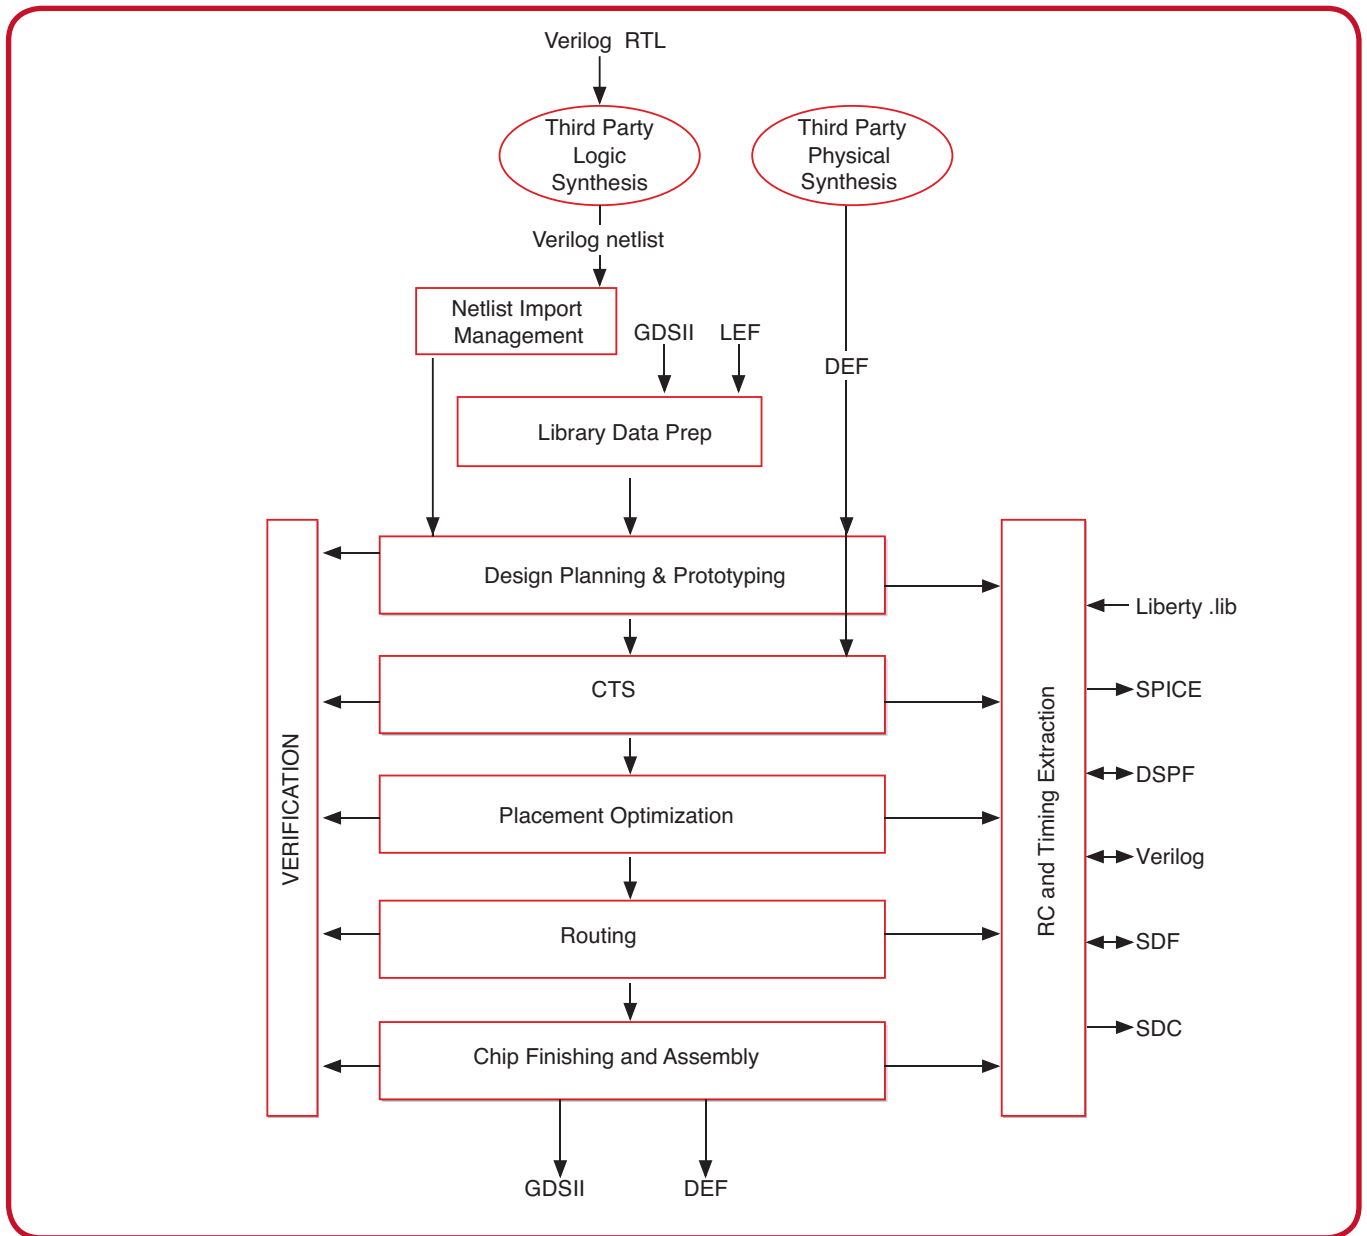 Verilog RTL
Third Party
Logic
Synthesis
Third Party
Physical
Synthesis
Verilog netlist
Netlist Import
Management
GDSII
LEF
DEF
Library Data Prep
Design Planning & Prototyping
CTS
Placement Optimization
Routing
Chip Finishing and Assembly
VERIFICATION
RC and Timing Extraction
Liberty .lib
SPICE
DSPF
Verilog
SDF
SDC
GDSII
DEF